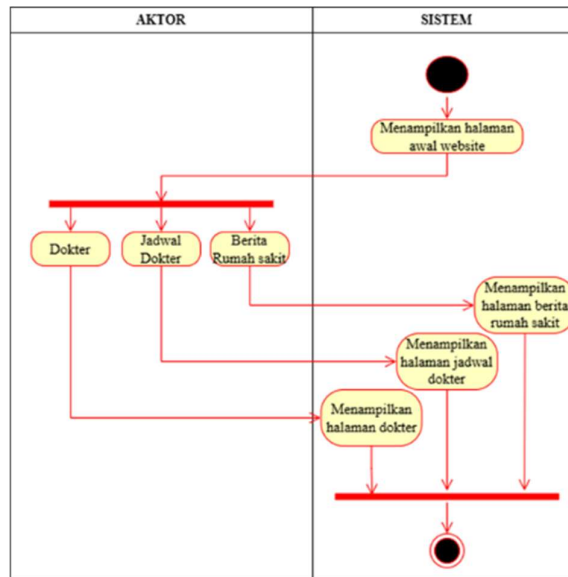 AKTOR
SISTEM
Menampilkan halaman
awal website
Dokter
Jadwal
Dokter
Berita
Rumah sakit
Menampilkan
halaman berita
rumah sakit
Menampilkan
halaman jadwal
dokter
Menampilkan
halaman dokter